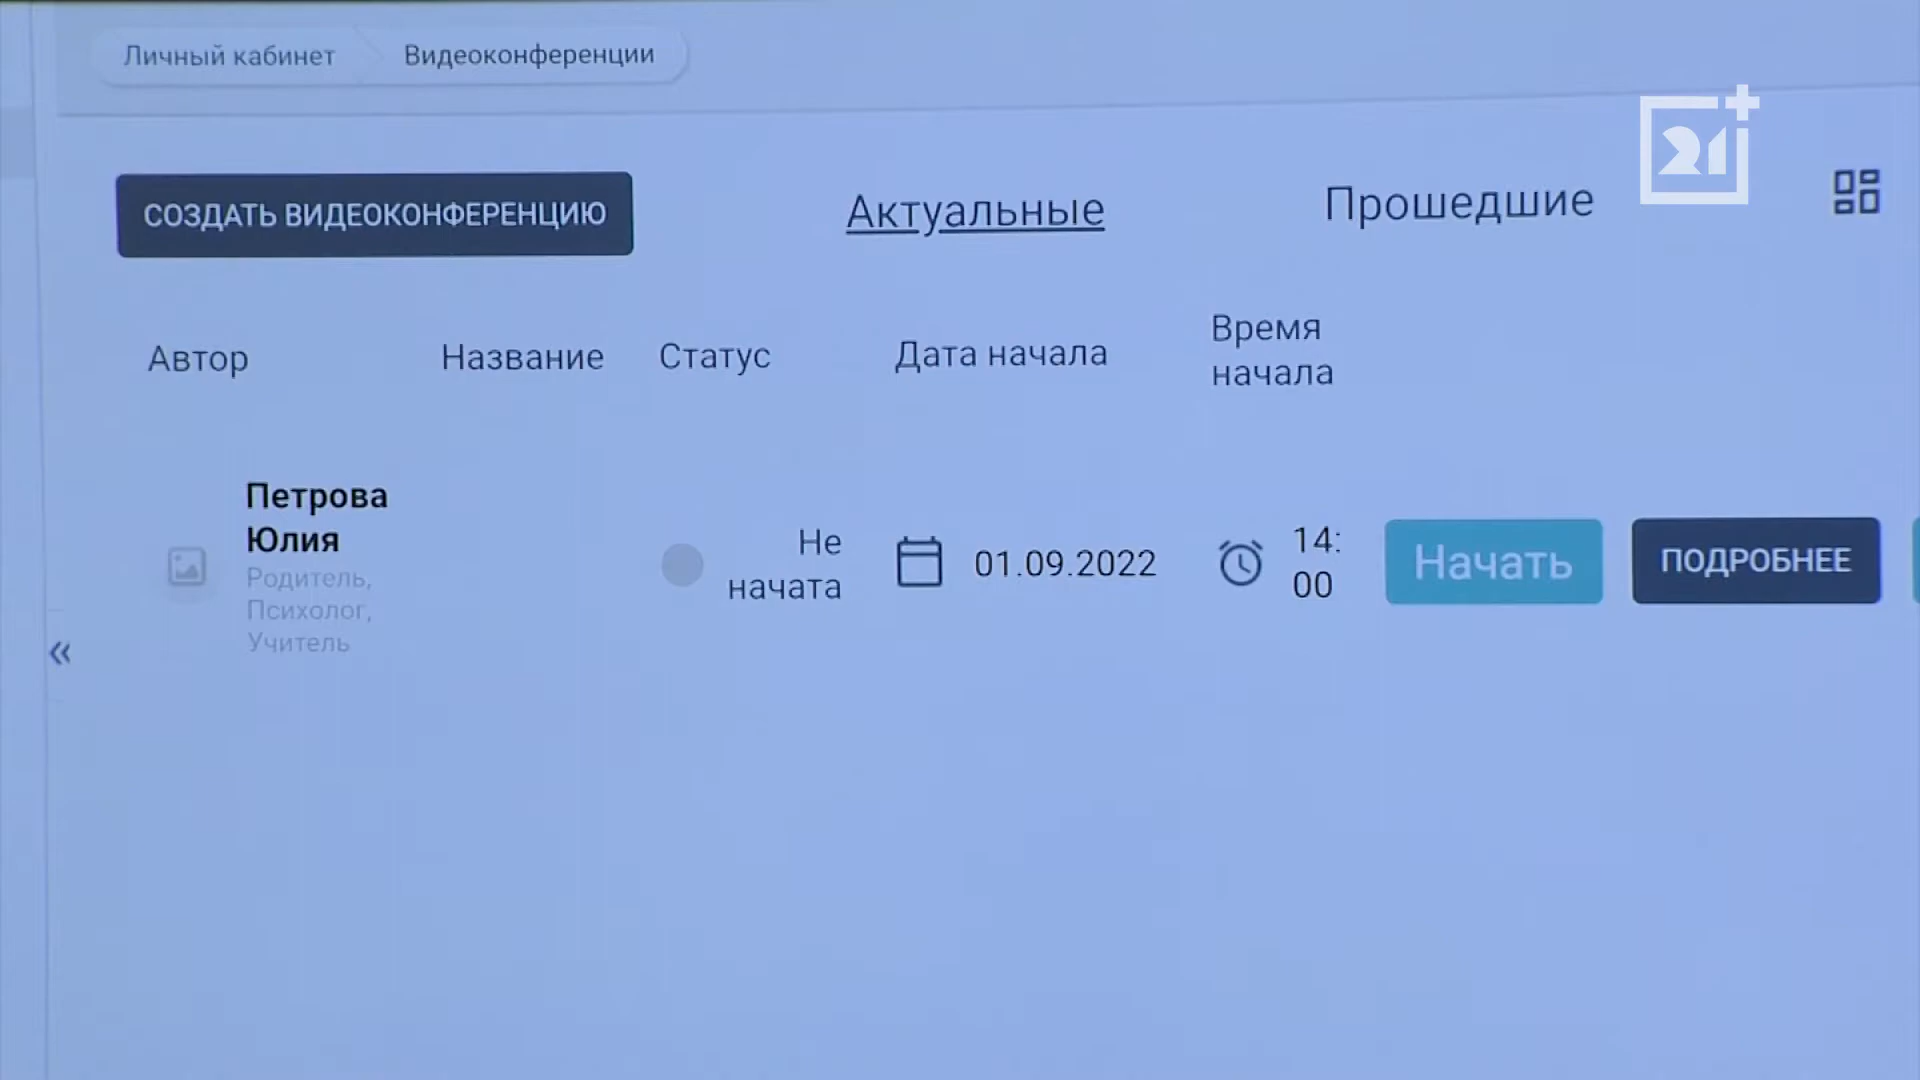 Личный кабинет
Видеоконференции
21+
СОЗДАТЬ ВИДЕОКОНФЕРЕНЦИЮ
Актуальные
Прошедшие
Автор
Название
Статус
Дата начала
Время
начала
Петрова
Юлия
Родитель,
Психолог,
Учитель
Не
начата
01.09.2022
14:
00
Начать
ПОДРОБНЕЕ
«